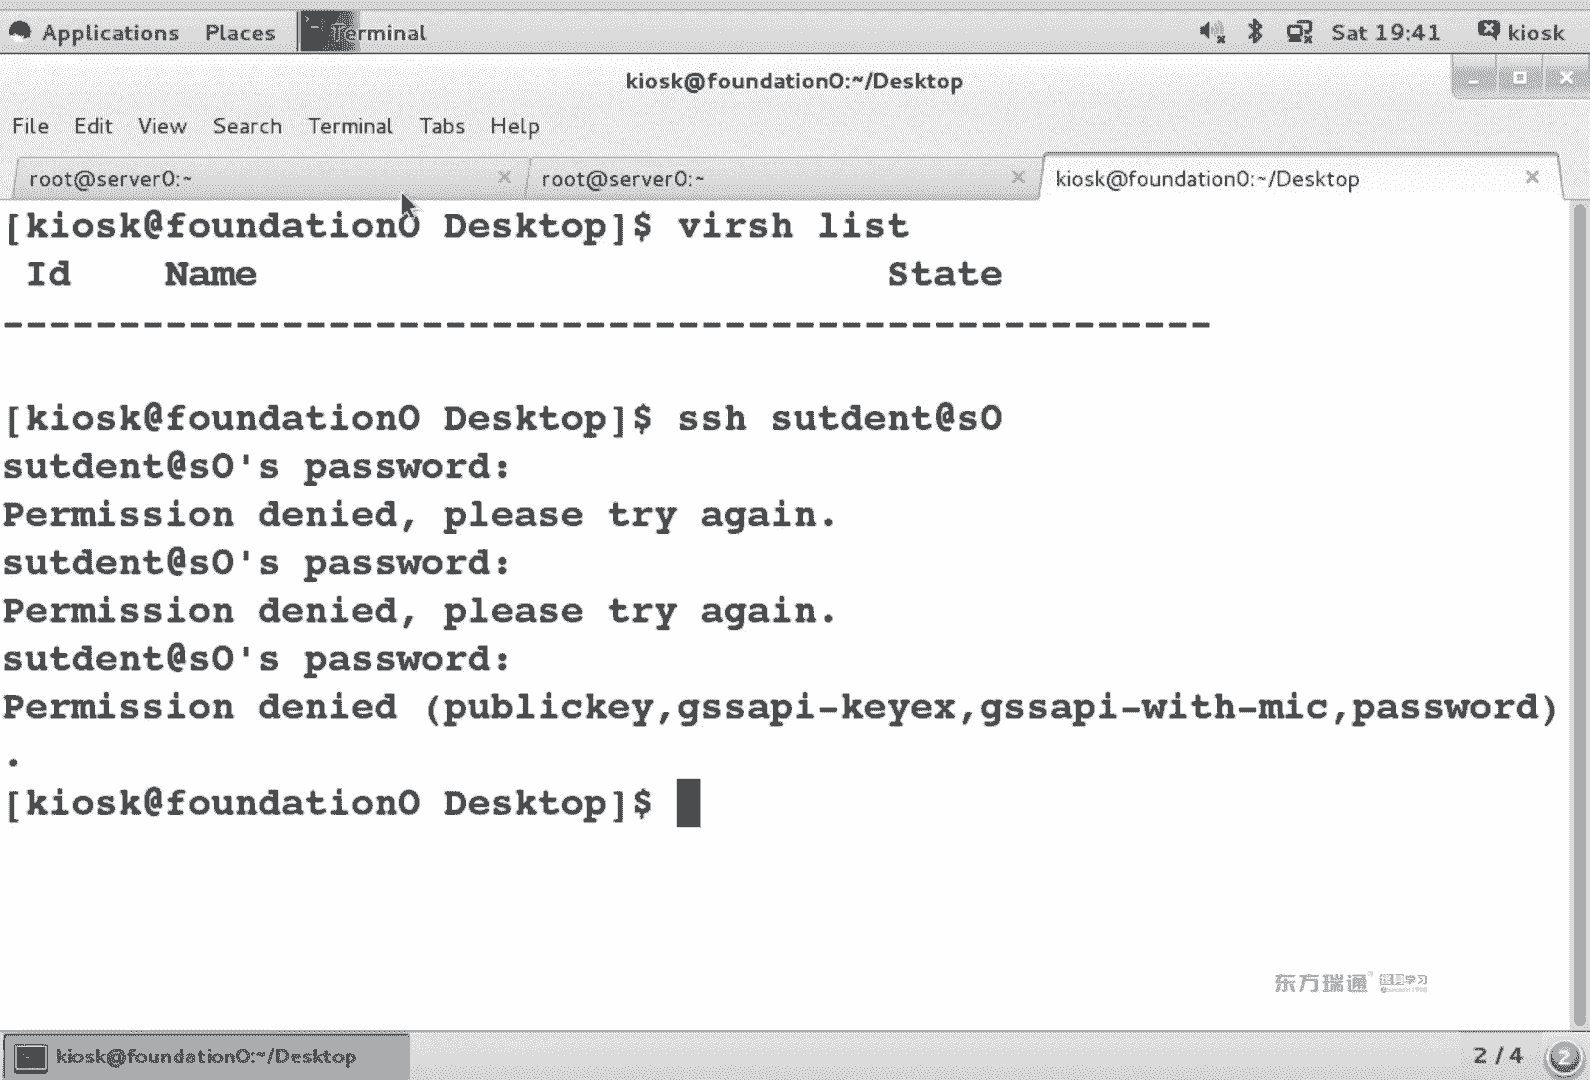 Applications Places Terminal Sat 19:41 kiosk
kiosk@foundation0:~/Desktop
File Edit View Search Terminal Tabs Help
root@server0:~ root@server0:~ kiosk@foundation0:~/Desktop
[kiosk@foundation0 Desktop]$ virsh list
Id Name State
----------------------------------------------------
[kiosk@foundation0 Desktop]$ ssh sutdent@s0
sutdent@s0's password:
Permission denied, please try again.
sutdent@s0's password:
Permission denied, please try again.
sutdent@s0's password:
Permission denied (publickey,gssapi-keyex,gssapi-with-mic,password)
.
[kiosk@foundation0 Desktop]$
东方瑞通
kiosk@foundation0:~/Desktop 2 / 4 2